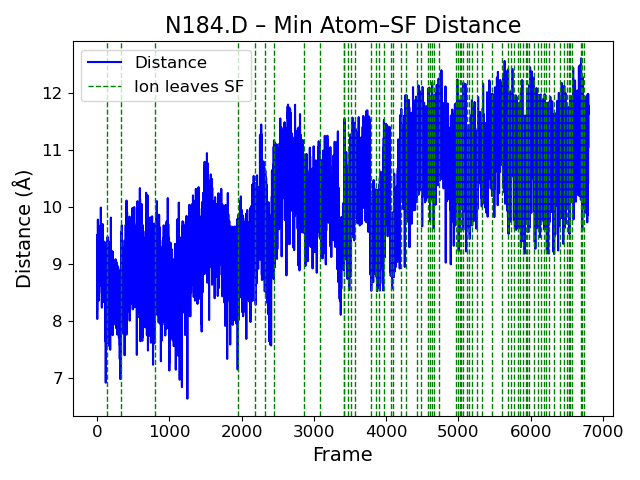 N184.D – Min Atom–SF Distance
Distance
Ion leaves SF
12
11
10
9
8
7
Distance (Å)
0 1000 2000 3000 4000 5000 6000 7000
Frame